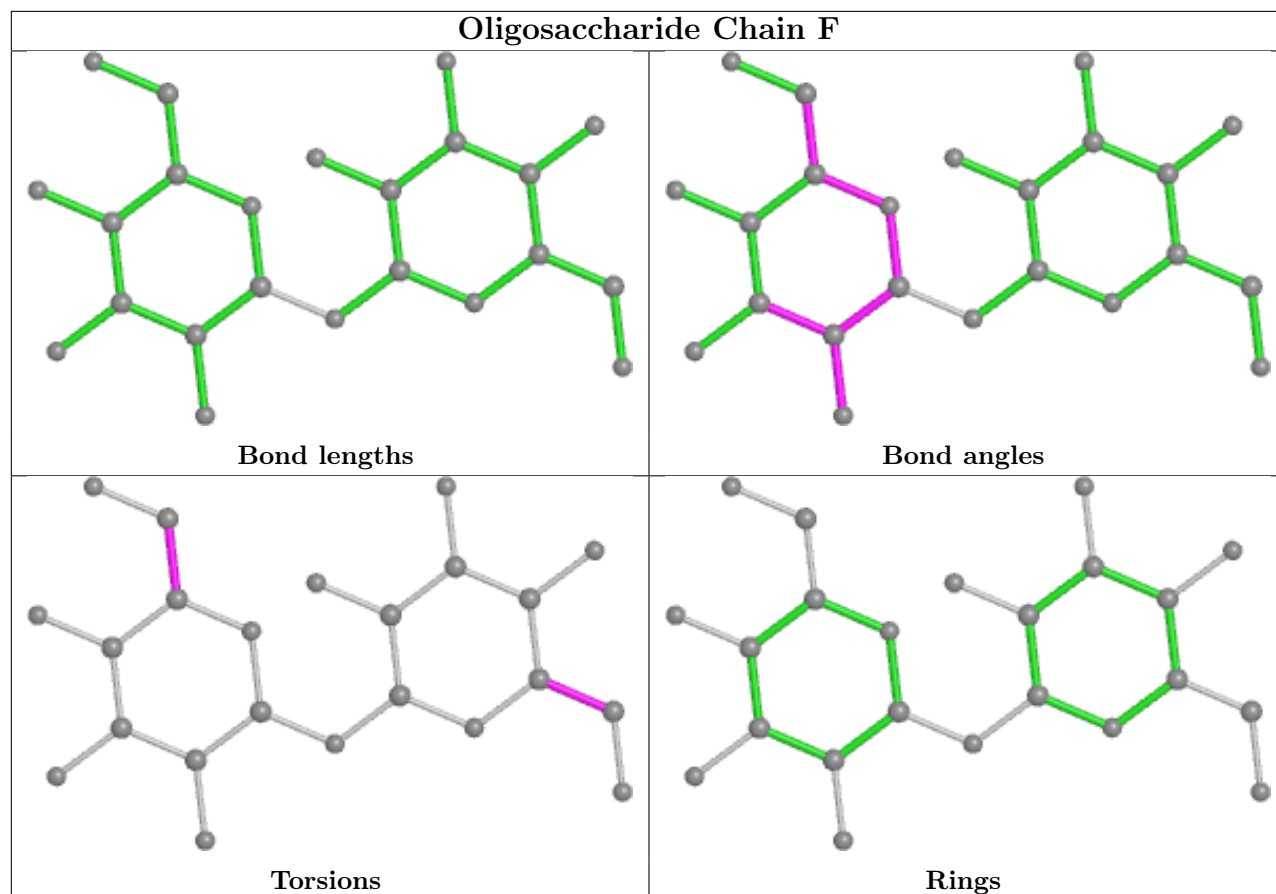 Oligosaccharide Chain F
Bond lengths
Bond angles
Torsions
Rings